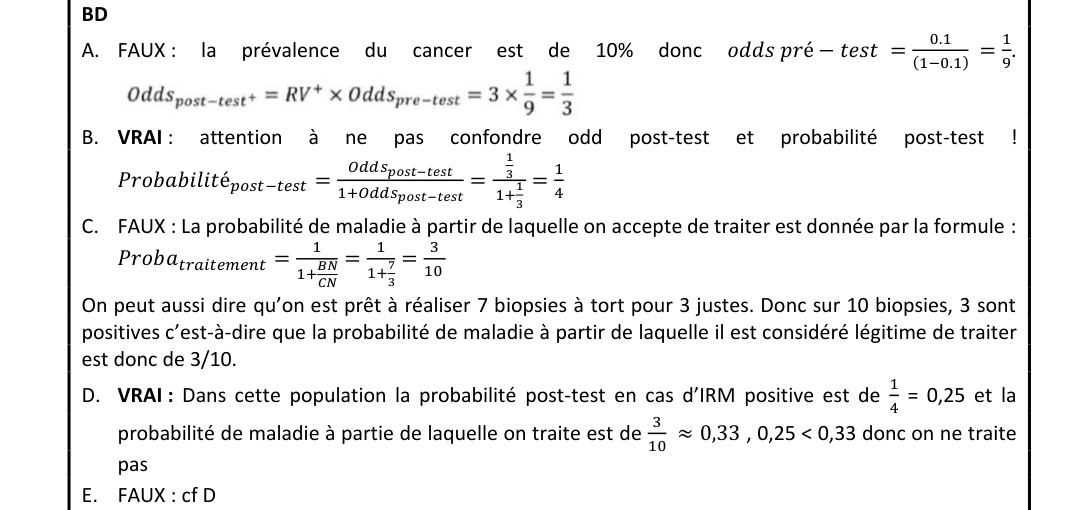 BD
A. FAUX : la prévalence du cancer est de 10% donc odds pré − test = 0.1/(1−0.1) = 1/9.
Odds_post−test⁺ = RV⁺ × Odds_pre−test = 3 × 1/9 = 1/3
B. VRAI : attention à ne pas confondre odd post-test et probabilité post-test !
Probabilité_post−test = Odds_post−test/(1+Odds_post−test) = (1/3)/(1+1/3) = 1/4
C. FAUX : La probabilité de maladie à partir de laquelle on accepte de traiter est donnée par la formule :
Proba_traitement = 1/(1+BN/CN) = 1/(1+7/3) = 3/10
On peut aussi dire qu’on est prêt à réaliser 7 biopsies à tort pour 3 justes. Donc sur 10 biopsies, 3 sont
positives c’est-à-dire que la probabilité de maladie à partir de laquelle il est considéré légitime de traiter
est donc de 3/10.
D. VRAI : Dans cette population la probabilité post-test en cas d’IRM positive est de 1/4 = 0,25 et la
probabilité de maladie à partie de laquelle on traite est de 3/10 ≈ 0,33 , 0,25 < 0,33 donc on ne traite
pas
E. FAUX : cf D